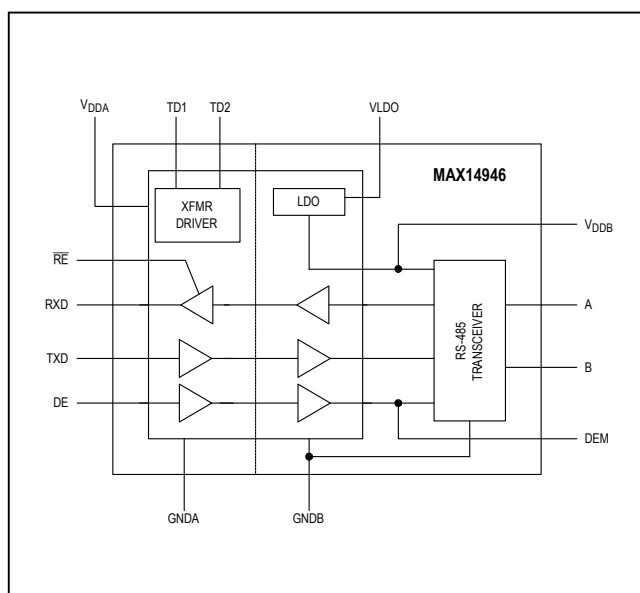 VDDA TD1 TD2 VLDO
MAX14946
XFMR
DRIVER
LDO
VDDB
RE
RXD
A
RS-485
TRANSCEIVER
TXD
B
DE
DEM
GNDA GNDB